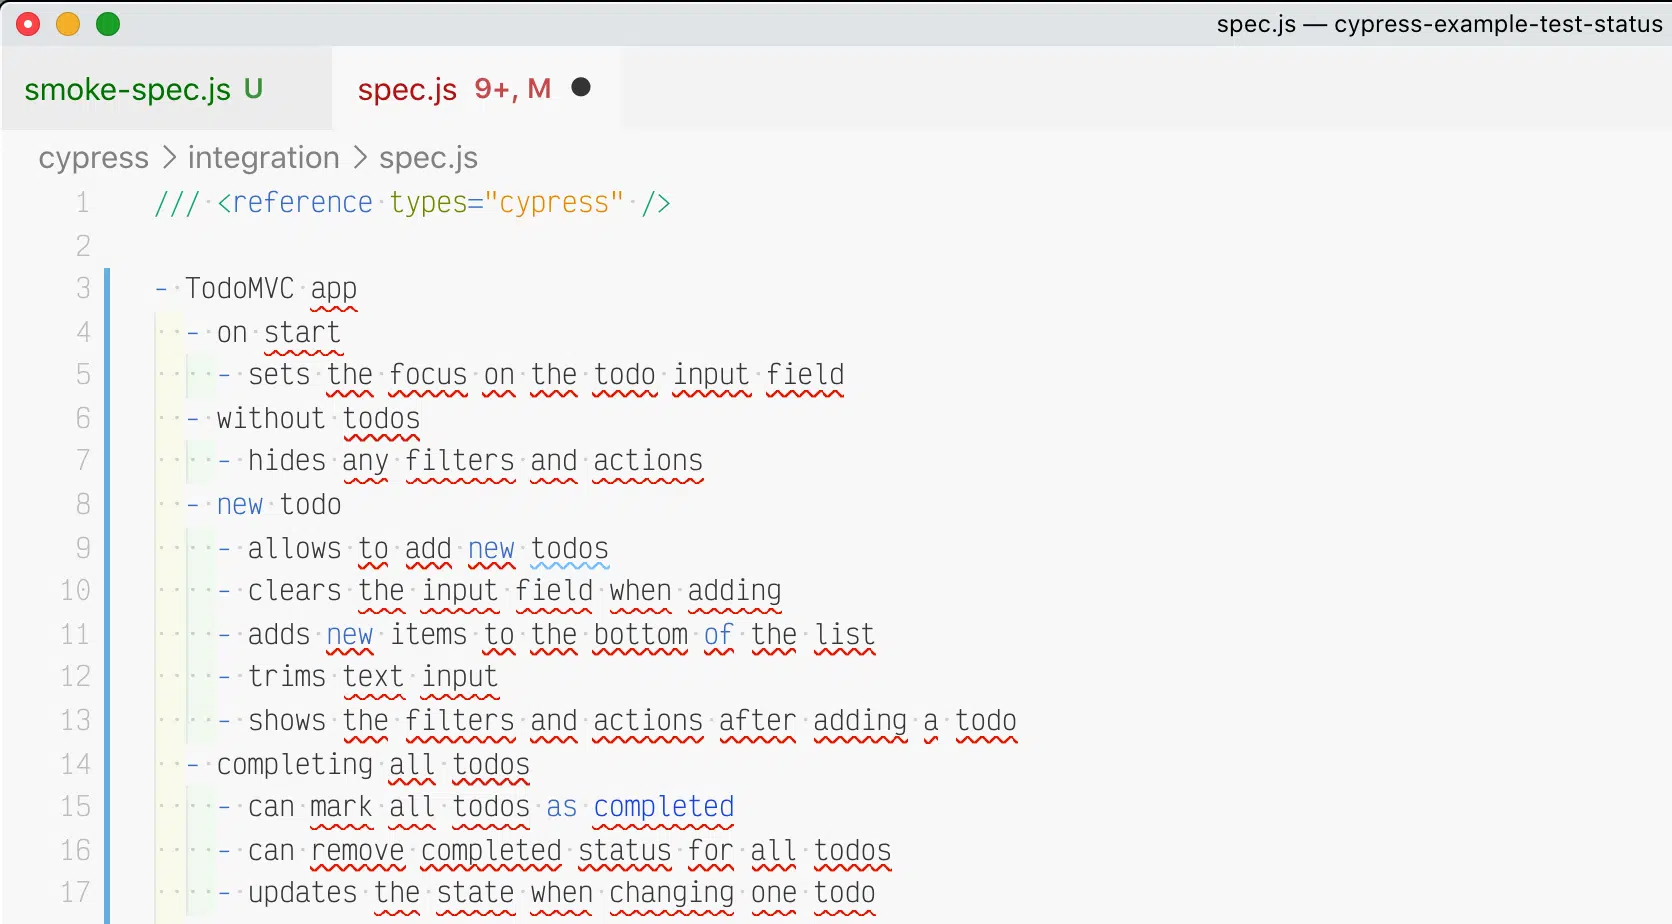 spec.js — cypress-example-test-status
smoke-spec.js U spec.js 9+, M
cypress > integration > spec.js
1 /// <reference types="cypress" />
2
3 - TodoMVC app
4 - on start
5 - sets the focus on the todo input field
6 - without todos
7 - hides any filters and actions
8 - new todo
9 - allows to add new todos
10 - clears the input field when adding
11 - adds new items to the bottom of the list
12 - trims text input
13 - shows the filters and actions after adding a todo
14 - completing all todos
15 - can mark all todos as completed
16 - can remove completed status for all todos
17 - updates the state when changing one todo